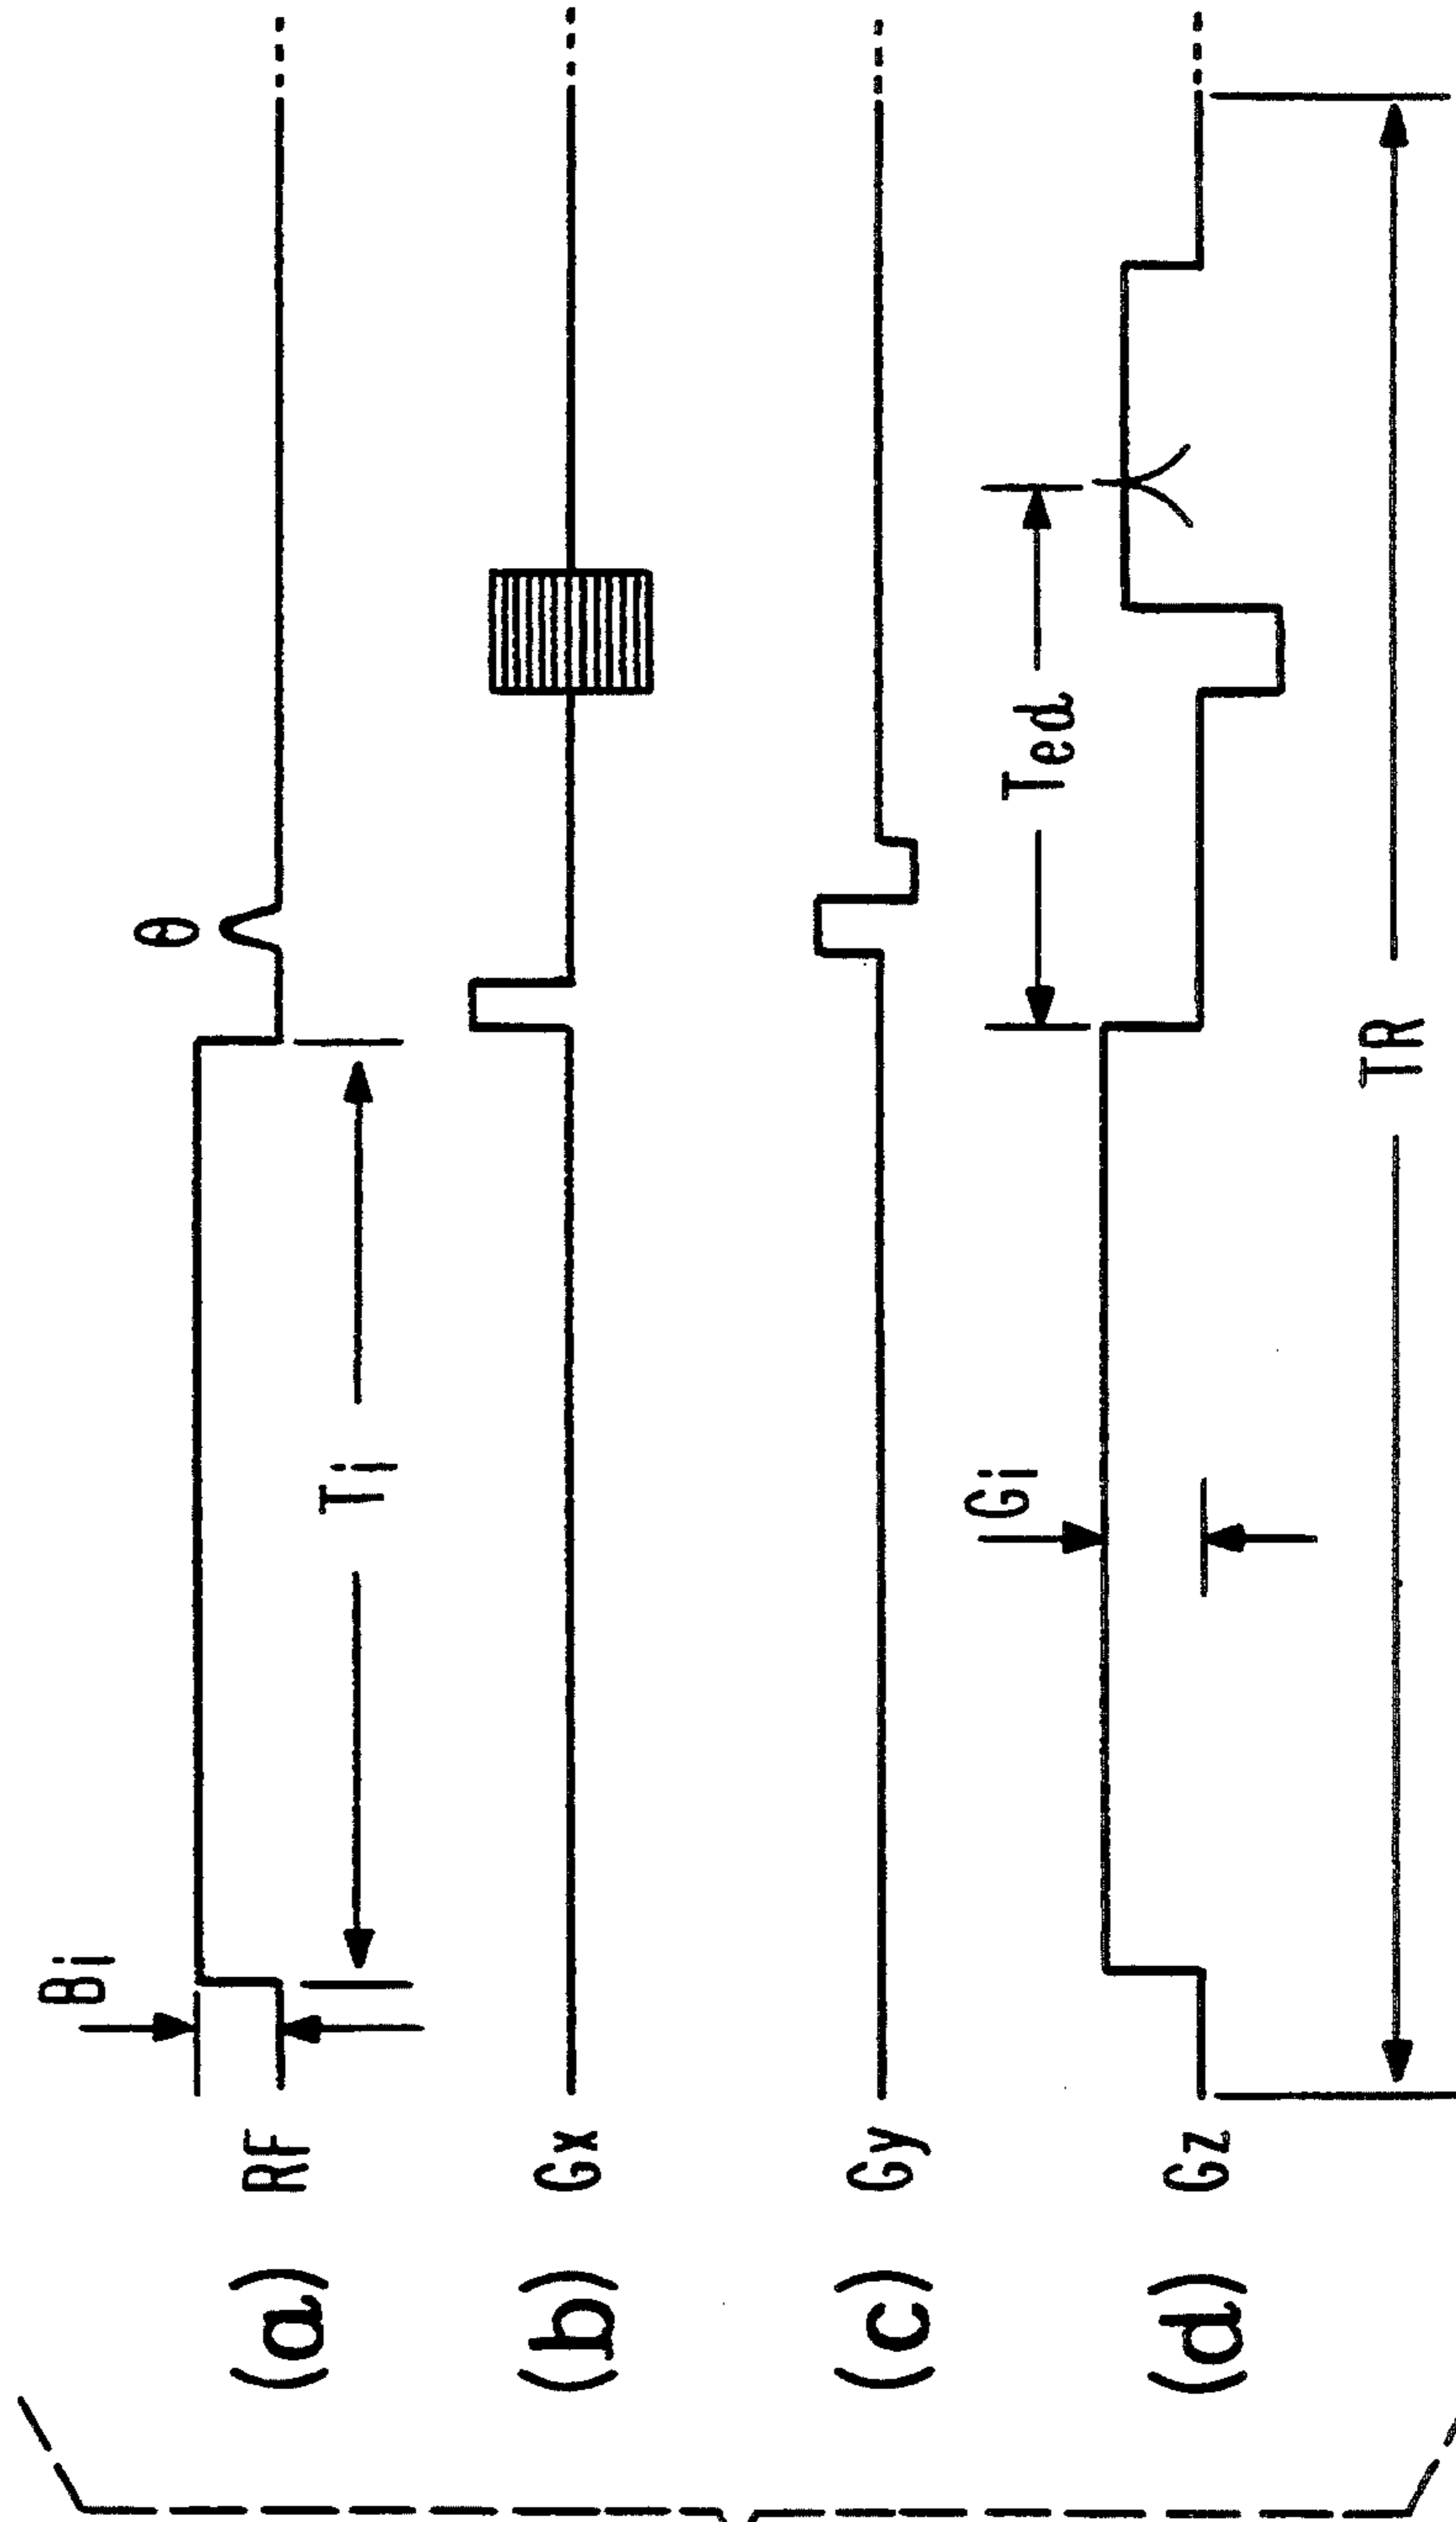 Bi
θ
Ti
(a) RF
(b) Gx
(c) Gy
Ted
Gi
(d) Gz
TR